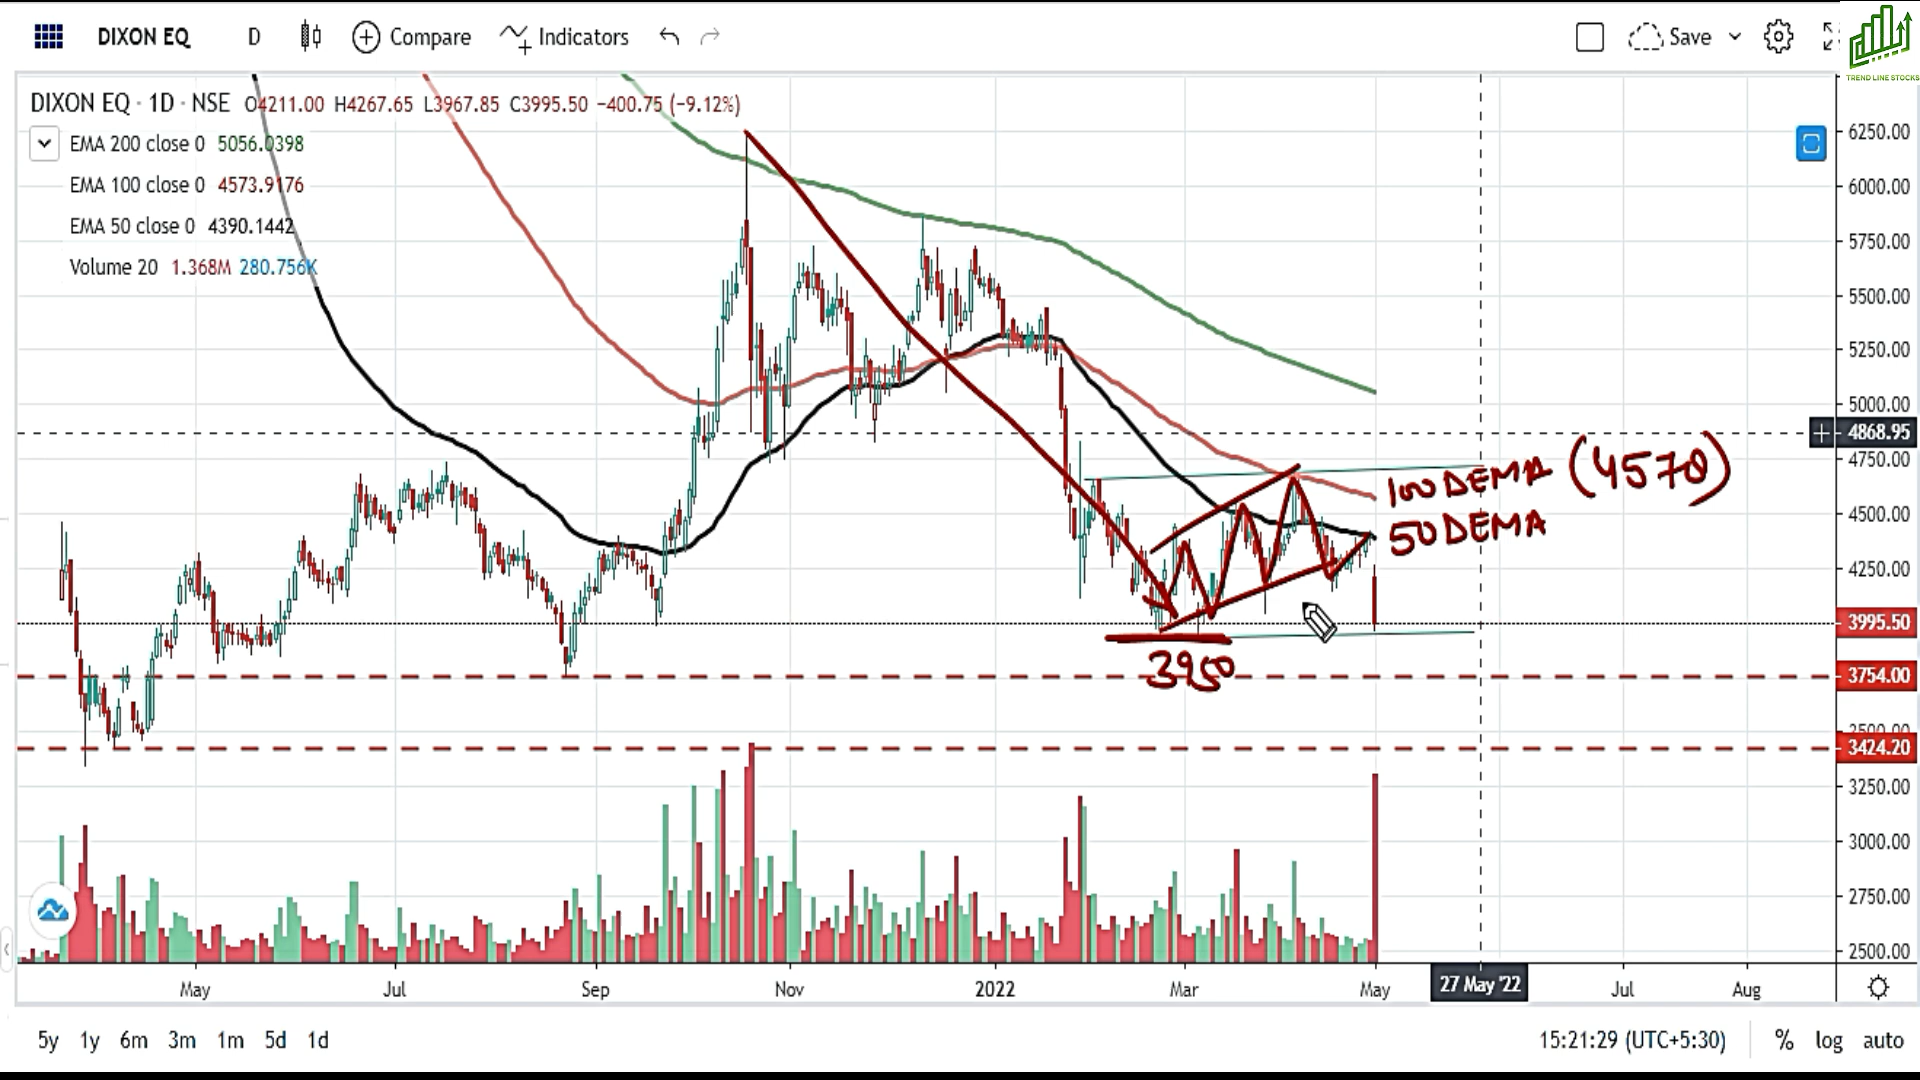 DIXON EQ D Compare Indicators Save
TREND LINE STOCKS
DIXON EQ · 1D · NSE O4211.00 H4267.65 L3967.85 C3995.50 −400.75 (−9.12%)
EMA 200 close 0 5056.0398
EMA 100 close 0 4573.9176
EMA 50 close 0 4390.1442
Volume 20 1.368M 280.756K
6250.00
6000.00
5750.00
5500.00
5250.00
5000.00
4868.95
4750.00
100 DEMA (4570)
4500.00
50 DEMA
4250.00
3995.50
3950
3754.00
3500.00
3424.20
3250.00
3000.00
2750.00
2500.00
May Jul Sep Nov 2022 Mar May 27 May '22 Jul Aug
5y 1y 6m 3m 1m 5d 1d 15:21:29 (UTC+5:30) % log auto